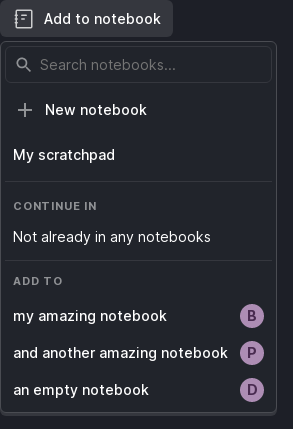 Add to notebook
Search notebooks...
New notebook
My scratchpad
CONTINUE IN
Not already in any notebooks
ADD TO
my amazing notebook B
and another amazing notebook P
an empty notebook D